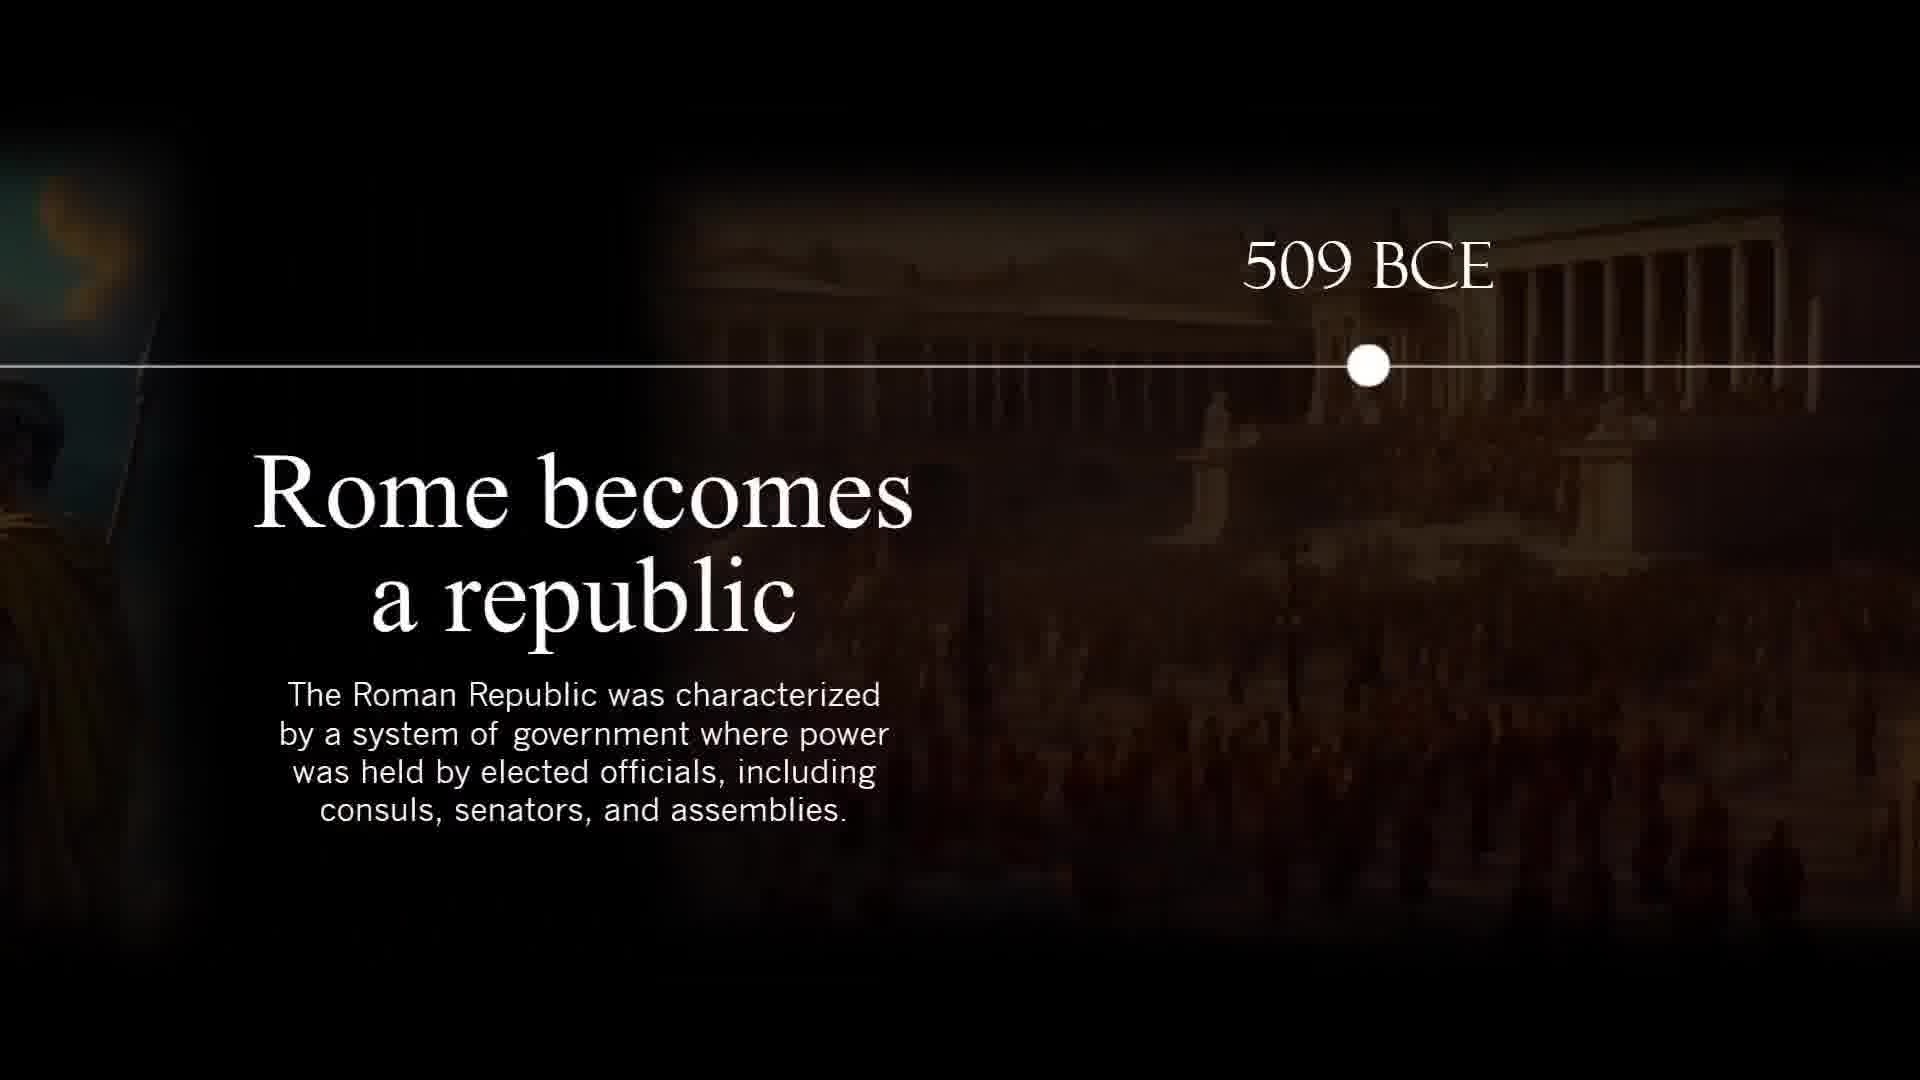 509 BCE
Rome becomes
a republic
The Roman Republic was characterized
by a system of government where power
was held by elected officials, including
consuls, senators, and assemblies.